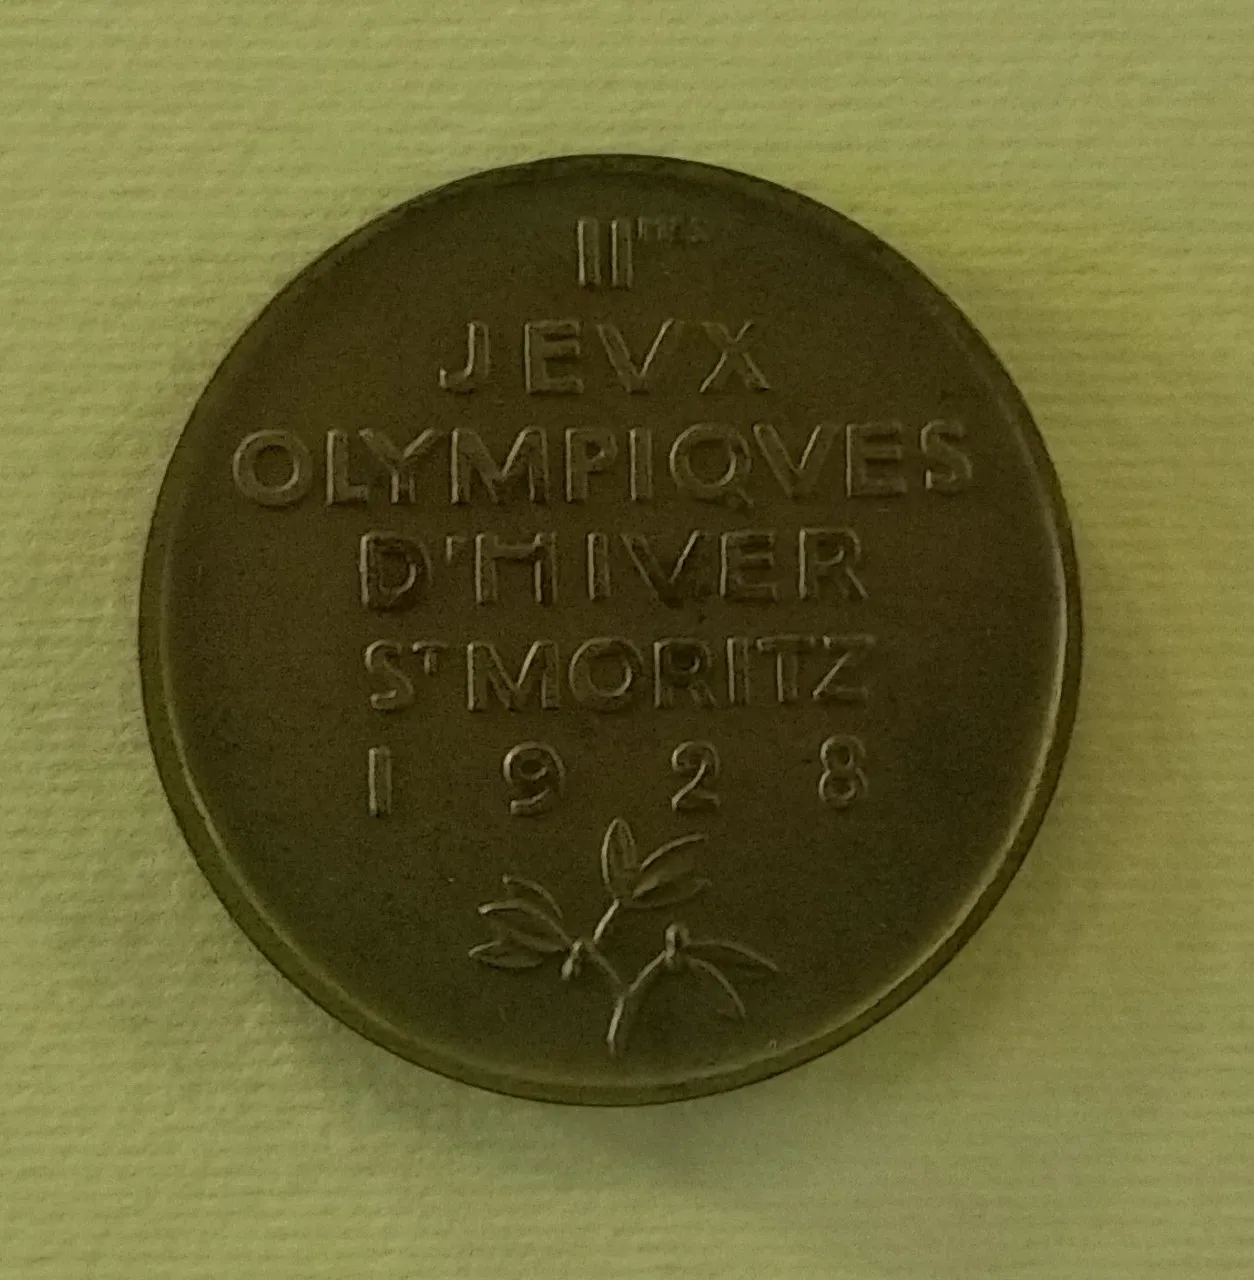 IImes
JEVX
OLYMPIQVES
D'HIVER
ST MORITZ
1928